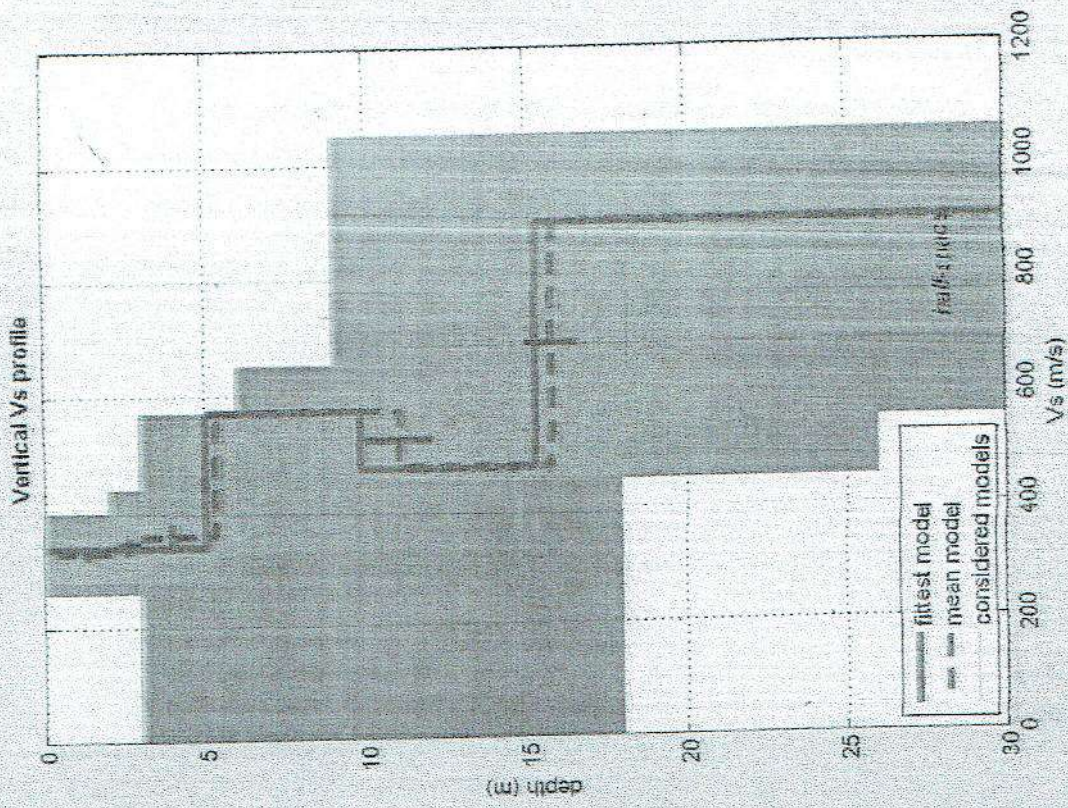 Vertical Vs profile
1200
1000
800
600
400
200
0
Vs (m/s)
0
5
10
15
20
25
30
depth (m)
half-space
fittest model
mean model
considered models